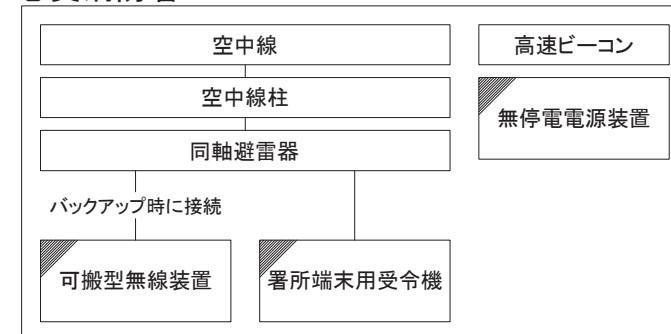 空中線
高速ビーコン
空中線柱
無停電電源装置
同軸避雷器
バックアップ時に接続
可搬型無線装置
署所端末用受令機